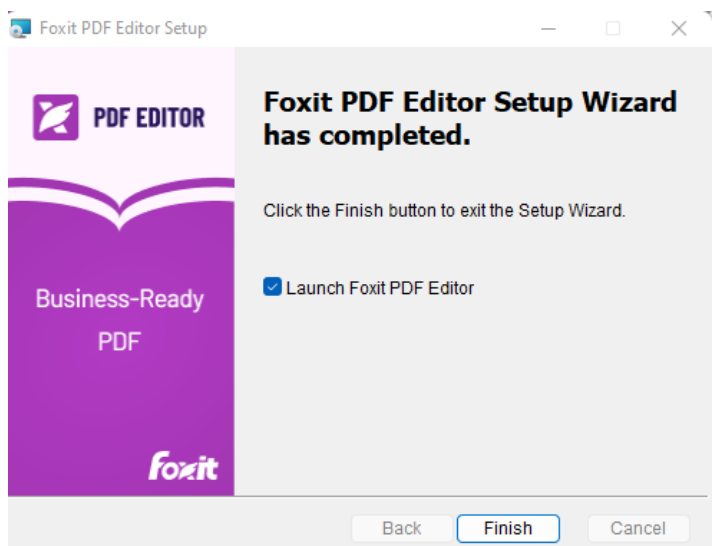 Foxit PDF Editor Setup
PDF EDITOR
Business-Ready
PDF
foxit
Foxit PDF Editor Setup Wizard
has completed.
Click the Finish button to exit the Setup Wizard.
Launch Foxit PDF Editor
Back
Finish
Cancel